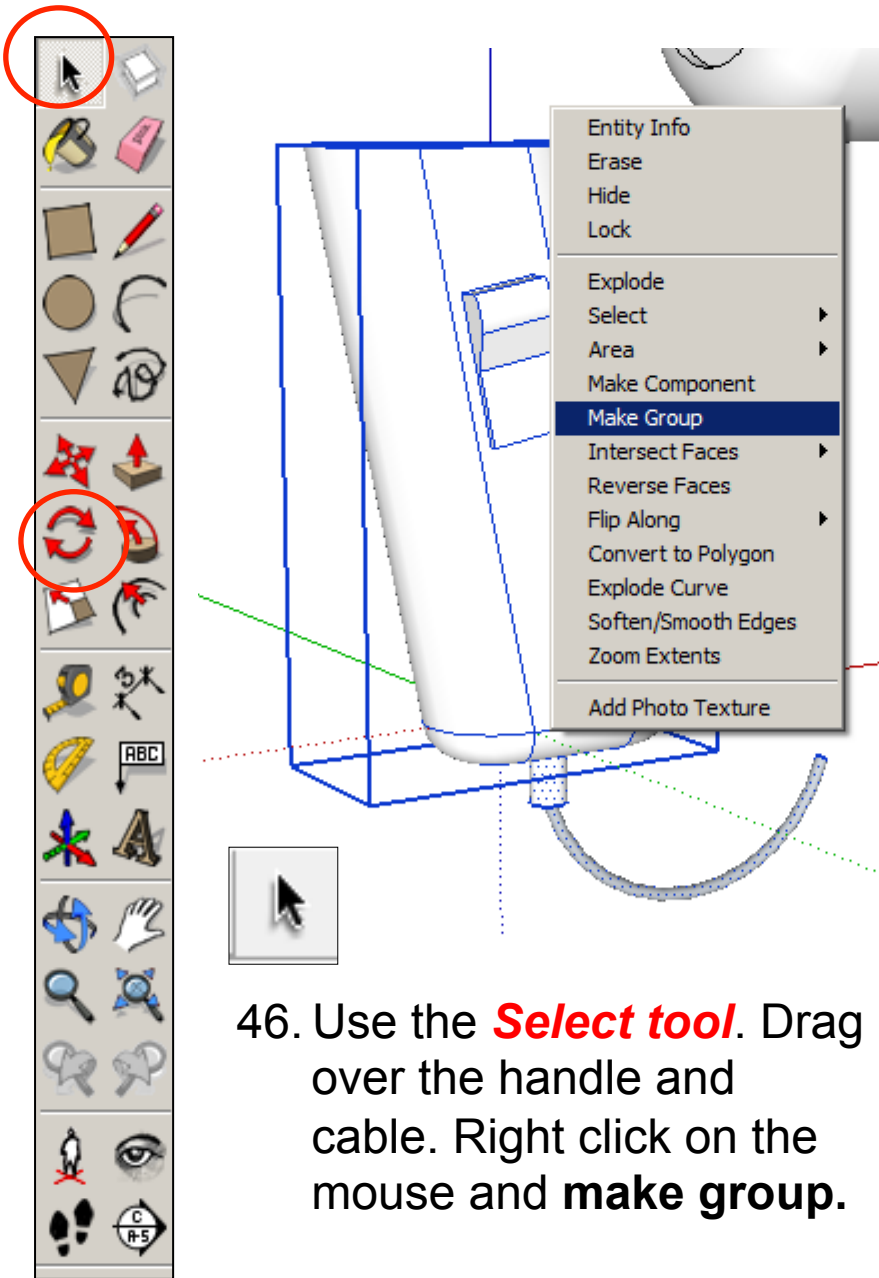 Entity Info
Erase
Hide
Lock
Explode
Select
Area
Make Component
Make Group
Intersect Faces
Reverse Faces
Flip Along
Convert to Polygon
Explode Curve
Soften/Smooth Edges
Zoom Extents
Add Photo Texture
ABC
A
C
A-5
46. Use the Select tool. Drag
over the handle and
cable. Right click on the
mouse and make group.